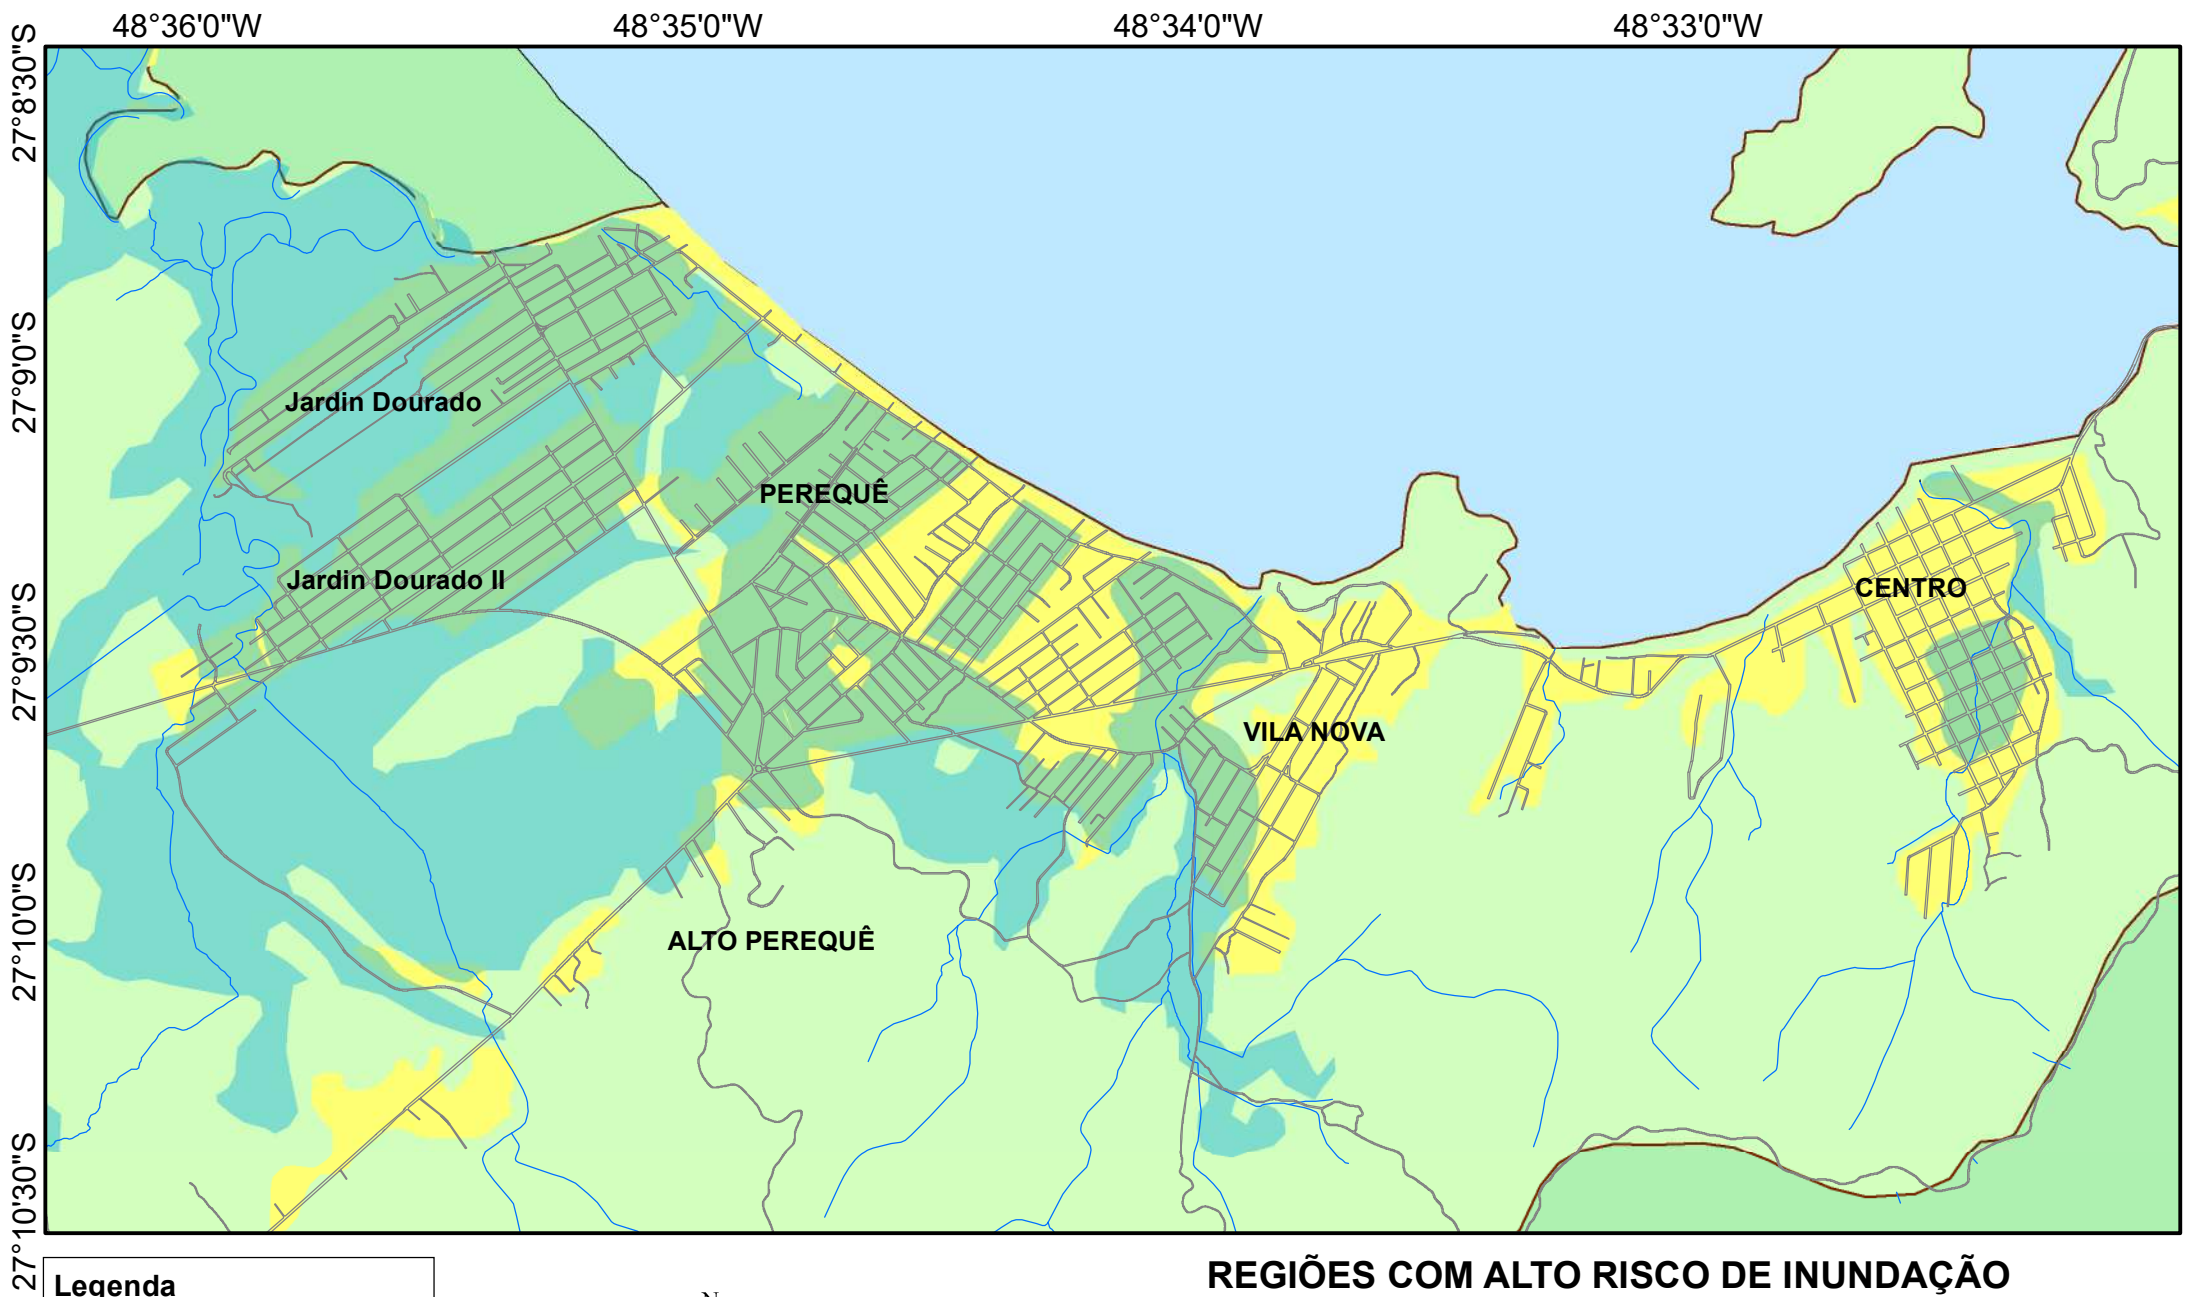 48°36'0"W 48°35'0"W 48°34'0"W 48°33'0"W
27°8'30"S
27°9'0"S
Jardin Dourado
PEREQUÊ
27°9'30"S
Jardin Dourado II
CENTRO
VILA NOVA
27°10'0"S
ALTO PEREQUÊ
27°10'30"S
Legenda
N
REGIÕES COM ALTO RISCO DE INUNDAÇÃO